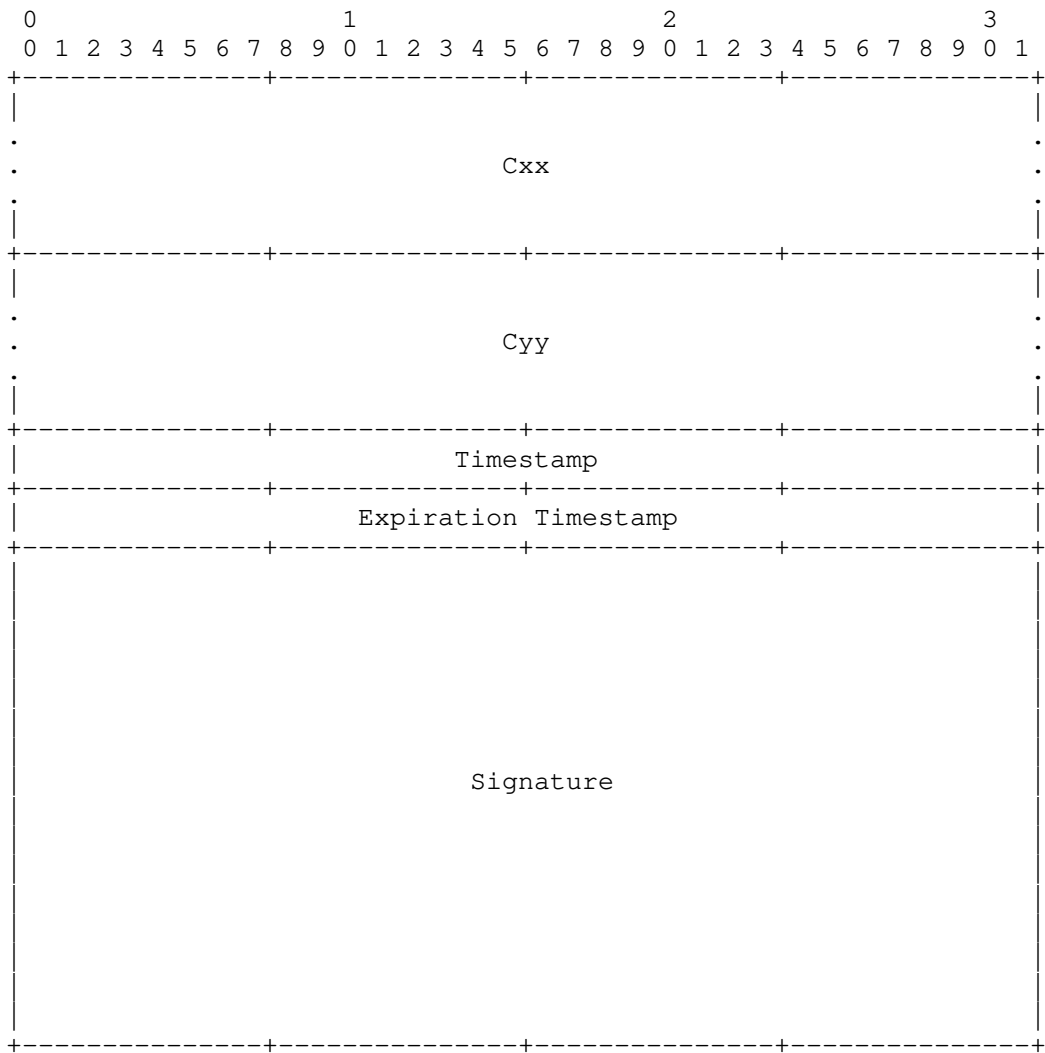 0                   1                   2                   3
0 1 2 3 4 5 6 7 8 9 0 1 2 3 4 5 6 7 8 9 0 1 2 3 4 5 6 7 8 9 0 1
Cxx
Cyy
Timestamp
Expiration Timestamp
Signature